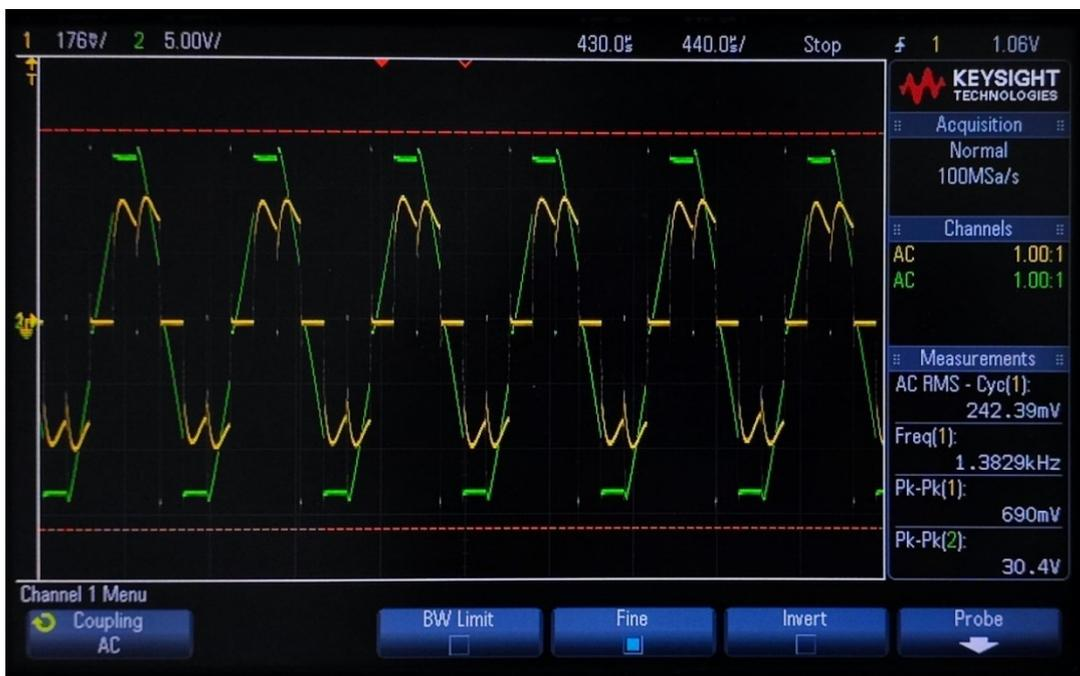 1 176mV/ 2 5.00V/ 430.0µs 440.0µs/ Stop 1 1.06V
T
KEYSIGHT
TECHNOLOGIES
Acquisition
Normal
100MSa/s
Channels
AC 1.00:1
AC 1.00:1
Measurements
AC RMS - Cyc(1):
242.39mV
Freq(1):
1.3829kHz
Pk-Pk(1):
690mV
Pk-Pk(2):
30.4V
Channel 1 Menu
Coupling
AC
BW Limit
Fine
Invert
Probe